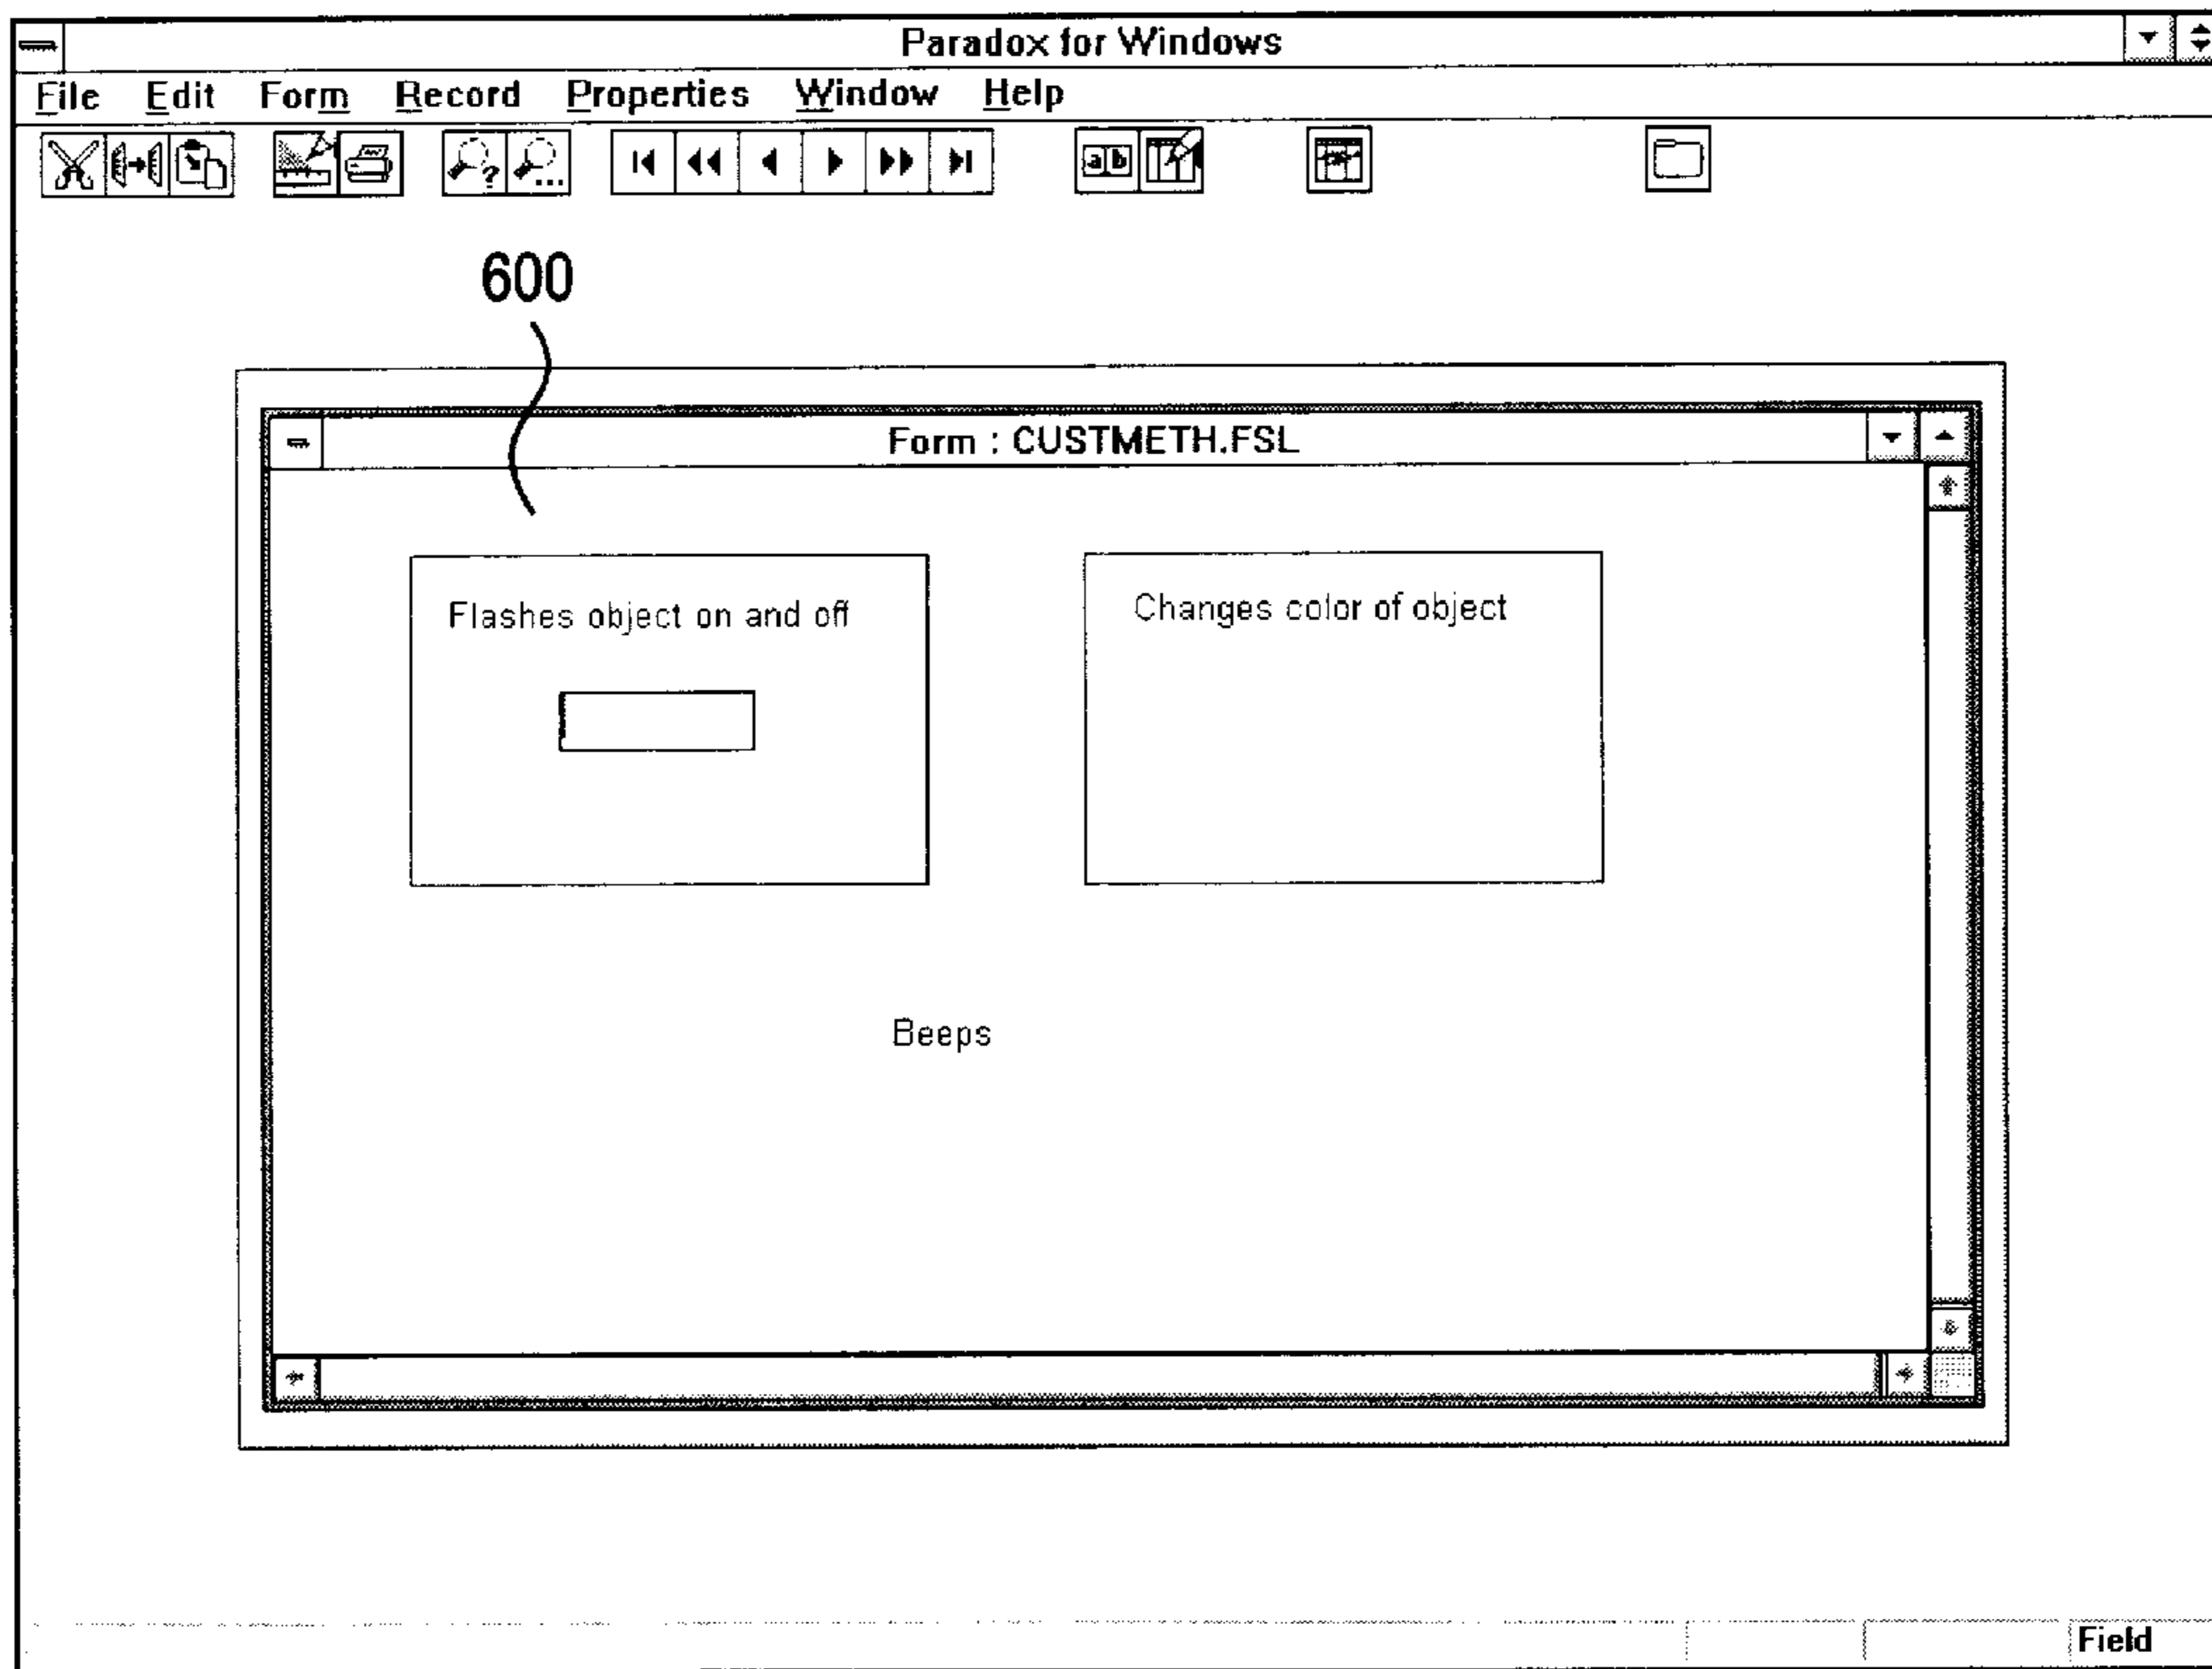 Paradox for Windows
File Edit Form Record Properties Window Help
? ... a b
600
Form : CUSTMETH.FSL
Flashes object on and off
Changes color of object
Beeps
Field